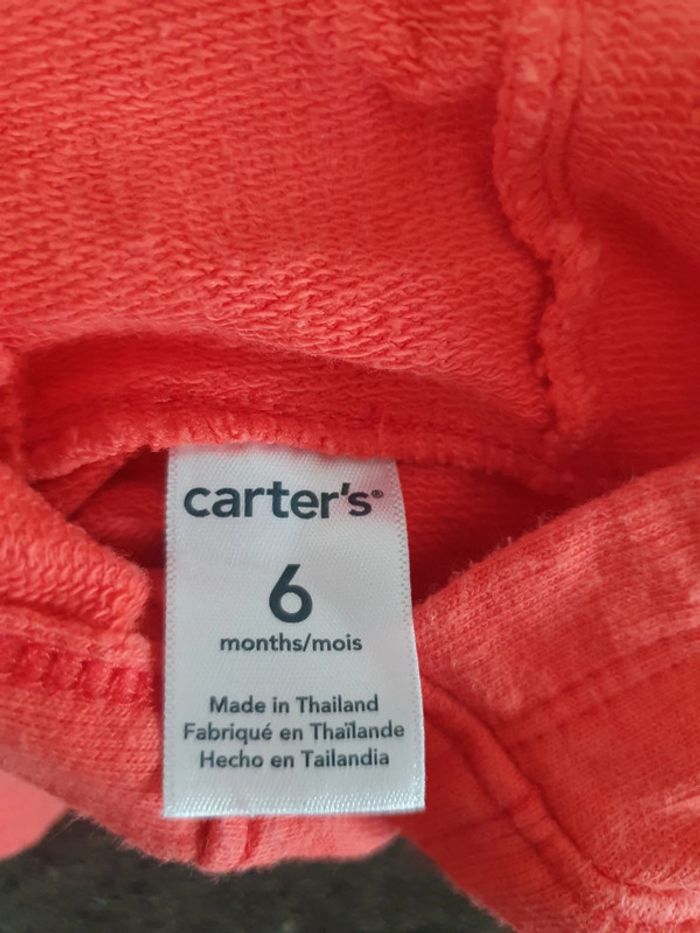 carter's®
6
months/mois
Made in Thailand
Fabriqué en Thaïlande
Hecho en Tailandia